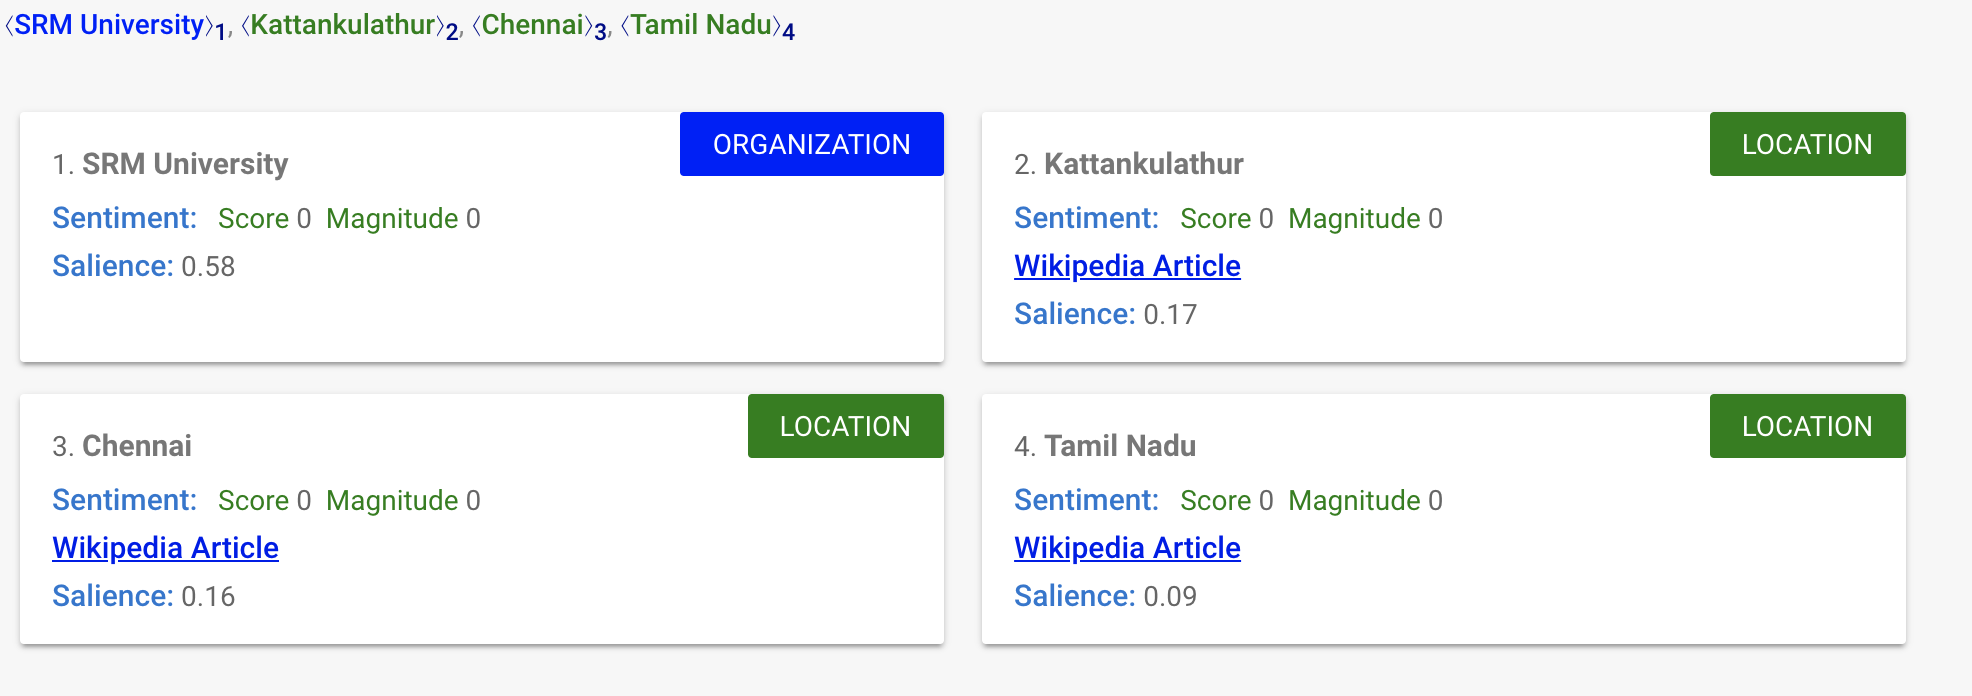 ⟨SRM University⟩1, ⟨Kattankulathur⟩2, ⟨Chennai⟩3, ⟨Tamil Nadu⟩4
ORGANIZATION
1. SRM University
Sentiment: Score 0 Magnitude 0
Salience: 0.58
LOCATION
2. Kattankulathur
Sentiment: Score 0 Magnitude 0
Wikipedia Article
Salience: 0.17
LOCATION
3. Chennai
Sentiment: Score 0 Magnitude 0
Wikipedia Article
Salience: 0.16
LOCATION
4. Tamil Nadu
Sentiment: Score 0 Magnitude 0
Wikipedia Article
Salience: 0.09